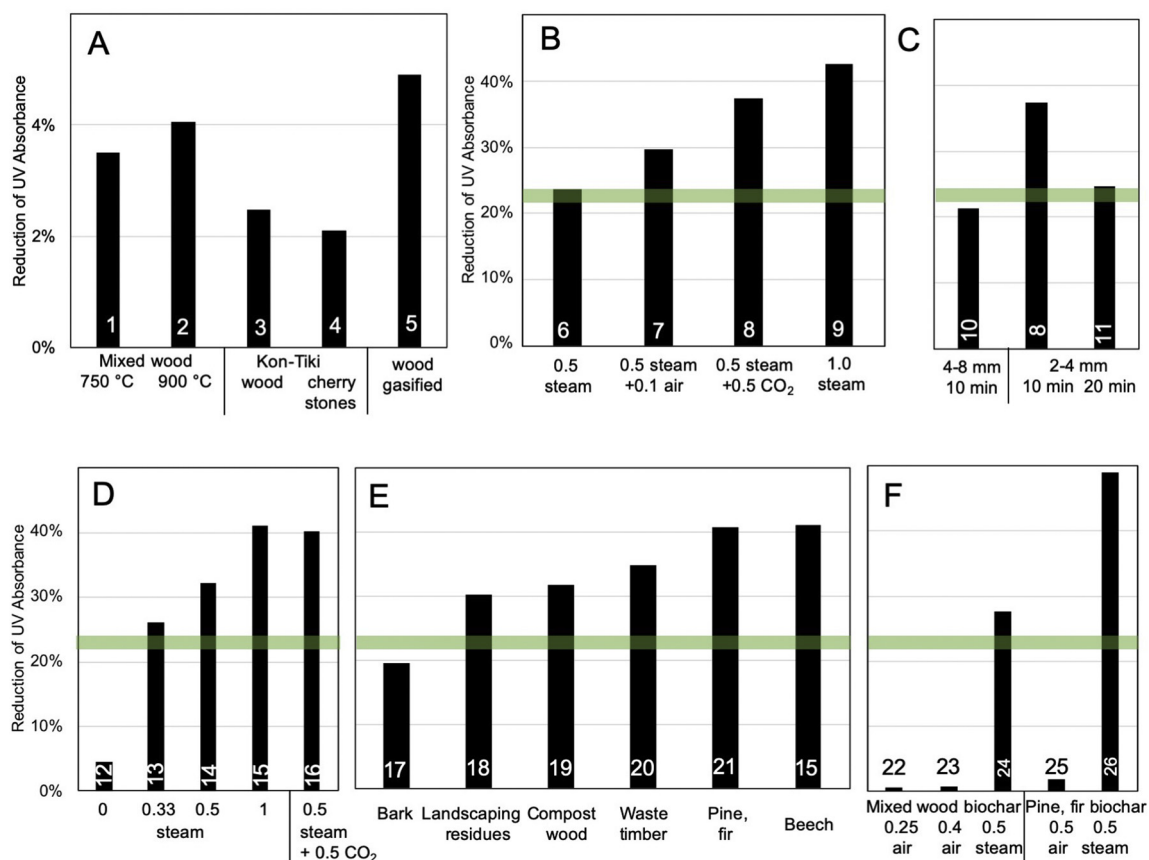 A
Reduction of UV Absorbance
4%
2%
0%
1
2
3
4
5
Mixed wood
750 °C
900 °C
Kon-Tiki
wood
cherry
stones
wood
gasified
B
Reduction of UV Absorbance
40%
30%
20%
10%
0%
6
7
8
9
0.5
steam
0.5 steam
+0.1 air
0.5 steam
+0.5 CO₂
1.0
steam
C
10
8
11
4-8 mm
10 min
2-4 mm
10 min
20 min
D
Reduction of UV Absorbance
40%
30%
20%
10%
0%
12
13
14
15
16
0
0.33
0.5
1
steam
0.5
steam
+ 0.5 CO₂
E
17
18
19
20
21
15
Bark
Landscaping
residues
Compost
wood
Waste
timber
Pine,
fir
Beech
F
22
23
24
25
26
Mixed wood biochar
0.25
air
0.4
air
0.5
steam
Pine, fir biochar
0.5
air
0.5
steam